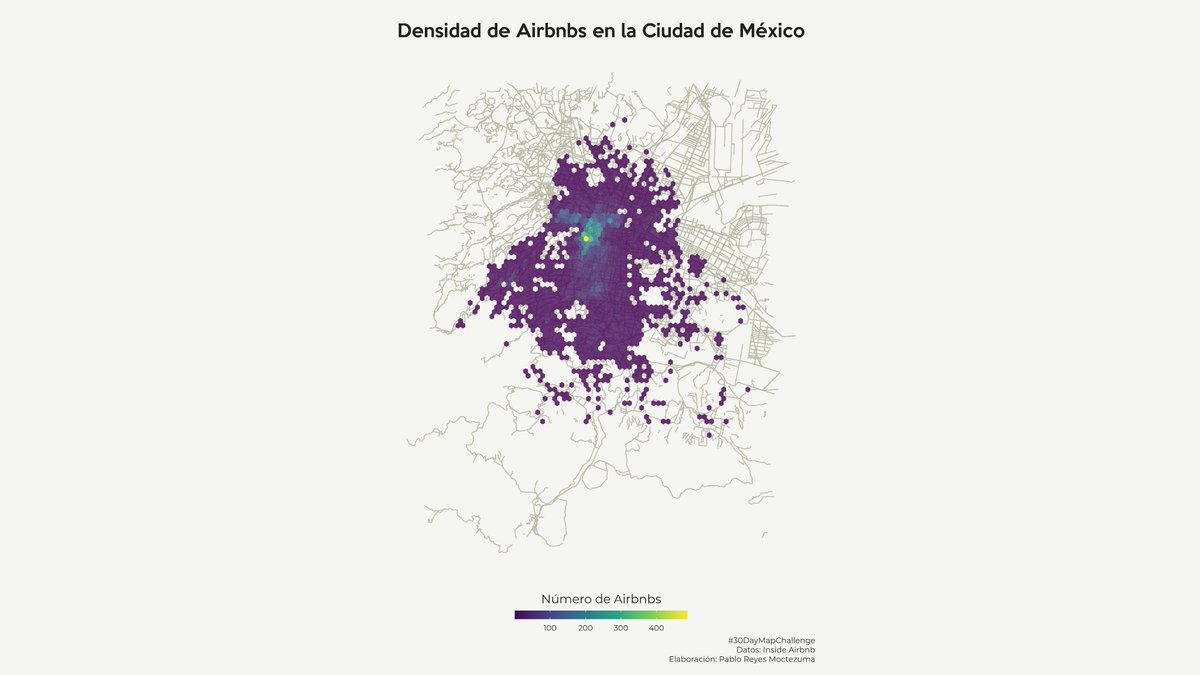 Densidad de Airbnbs en la Ciudad de México
Número de Airbnbs
100 200 300 400
#30DayMapChallenge
Datos: Inside Airbnb
Elaboración: Pablo Reyes Moctezuma